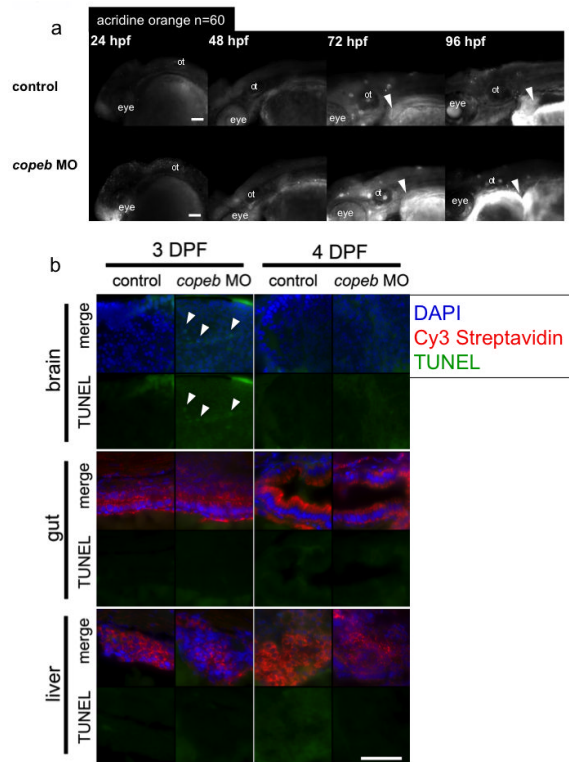 a
acridine orange n=60
24 hpf 48 hpf 72 hpf 96 hpf
control
ot ot ot ot
eye eye eye eye
copeb MO
ot ot ot ot
eye eye eye eye
b
3 DPF 4 DPF
control copeb MO control copeb MO
brain
merge
TUNEL
gut
merge
TUNEL
liver
merge
TUNEL
DAPI
Cy3 Streptavidin
TUNEL